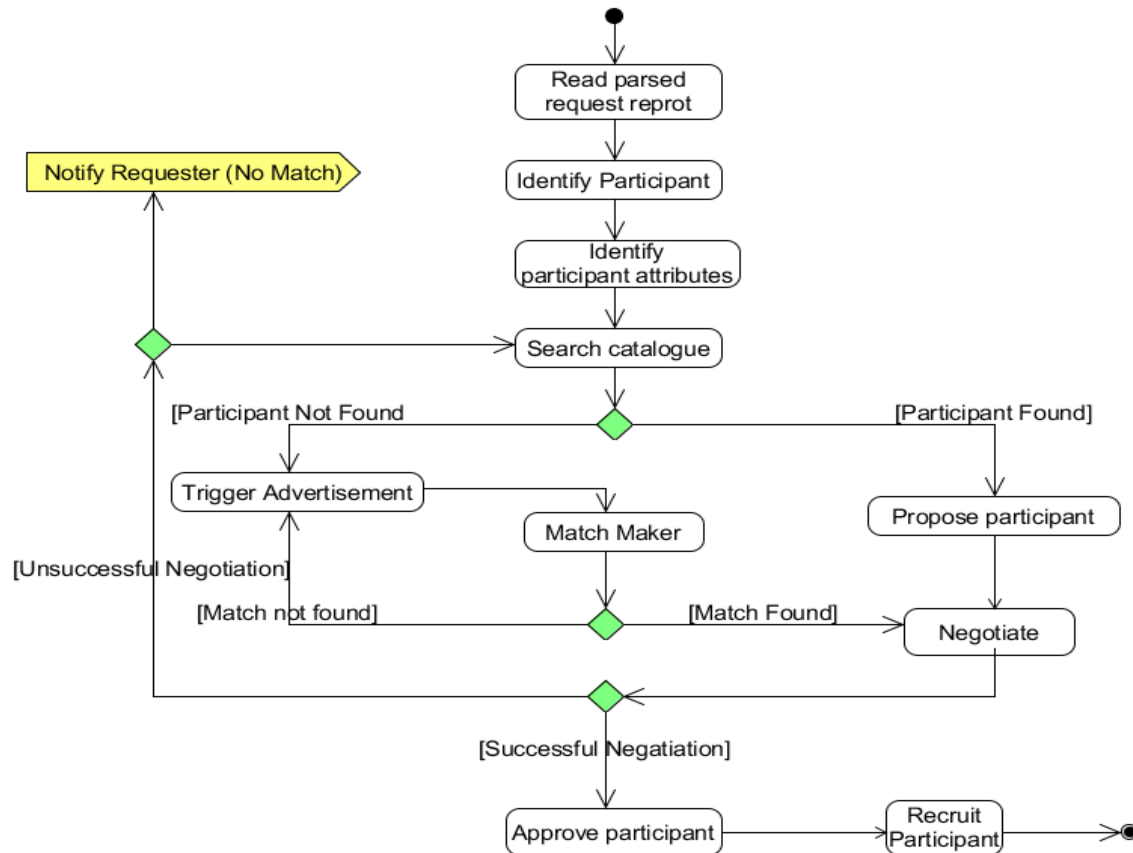 Read parsed
request reprot
Notify Requester (No Match)
Identify Participant
Identify
participant attributes
Search catalogue
[Participant Not Found
[Participant Found]
Trigger Advertisement
Propose participant
Match Maker
[Unsuccessful Negotiation]
[Match not found]
[Match Found]
Negotiate
[Successful Negatiation]
Approve participant
Recruit
Participant